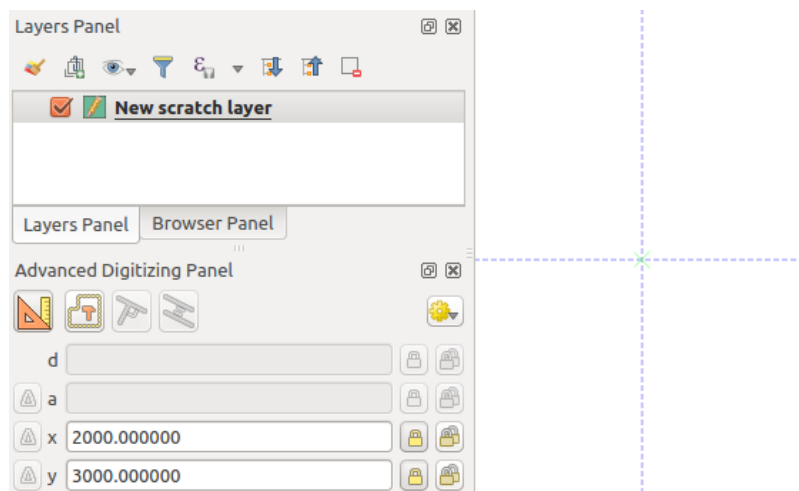 Layers Panel
New scratch layer
Layers Panel Browser Panel
Advanced Digitizing Panel
d
a
x 2000.000000
y 3000.000000